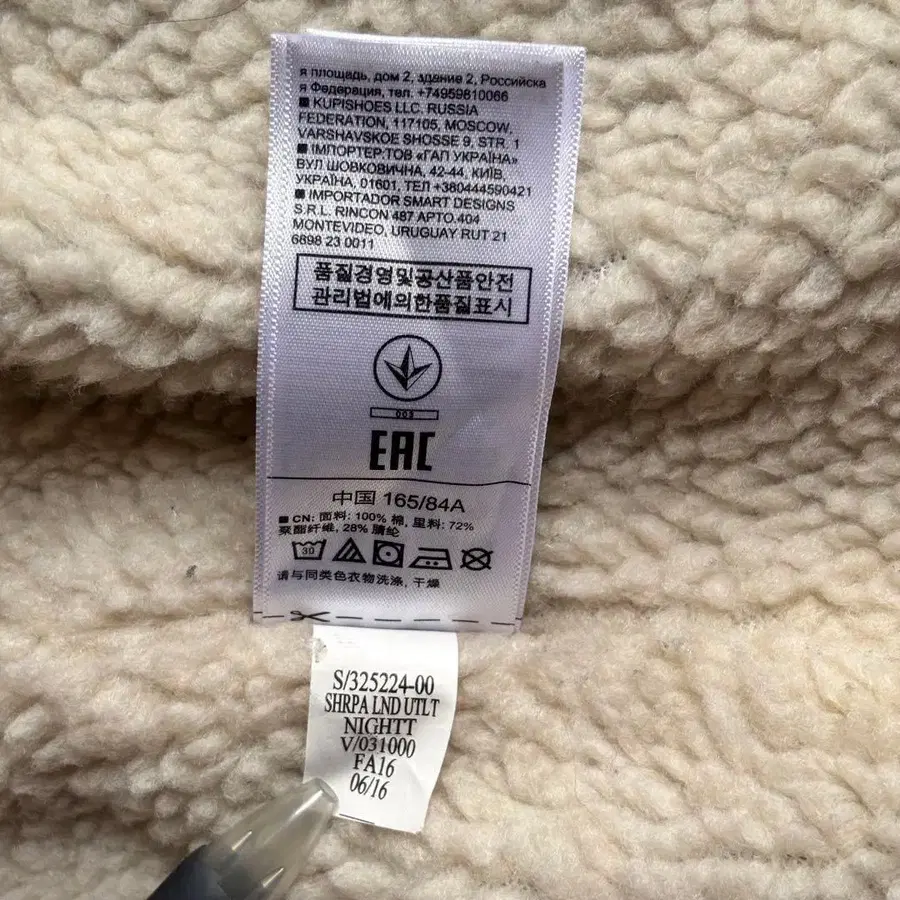 я площадь, дом 2, здание 2, Российска
я Федерация, тел. +74959810066
■ KUPISHOES LLC, RUSSIA
FEDERATION, 117105, MOSCOW,
VARSHAVSKOE SHOSSE 9, STR. 1
■ ІМПОРТЕР:ТОВ «ГАП УКРАЇНА»
ВУЛ ШОВКОВИЧНА, 42-44, КИЇВ,
УКРАЇНА, 01601, ТЕЛ +380444590421
■ IMPORTADOR SMART DESIGNS
S.R.L. RINCON 487 APTO.404
MONTEVIDEO, URUGUAY RUT 21
6898 23 0011
품질경영및공산품안전
관리법에의한품질표시
003
EAC
中国 165/84A
■ CN: 面料: 100% 棉, 里料: 72%
聚酯纤维, 28% 腈纶
30
请与同类色衣物洗涤, 干燥
S/325224-00
SHRPA LND UTLT
NIGHTT
V/031000
FA16
06/16